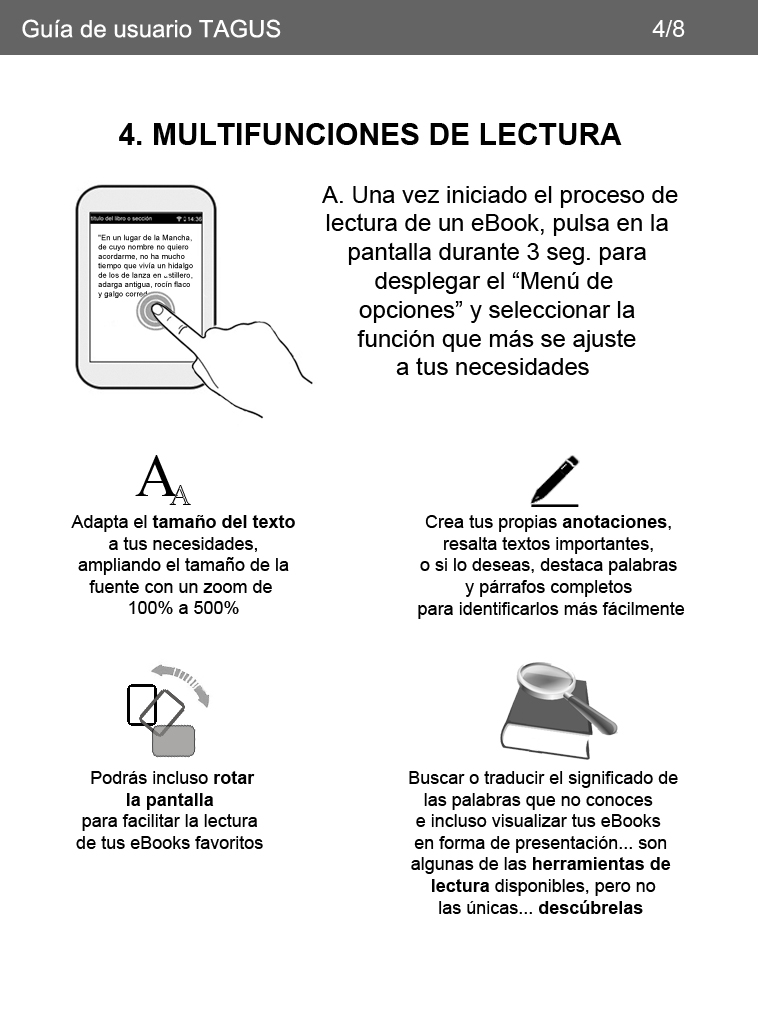 Guía de usuario TAGUS 4/8
4. MULTIFUNCIONES DE LECTURA
título del libro o sección 14:36
"En un lugar de la Mancha,
de cuyo nombre no quiero
acordarme, no ha mucho
tiempo que vivía un hidalgo
de los de lanza en astillero,
adarga antigua, rocín flaco
y galgo corred
A. Una vez iniciado el proceso de
lectura de un eBook, pulsa en la
pantalla durante 3 seg. para
desplegar el “Menú de
opciones” y seleccionar la
función que más se ajuste
a tus necesidades
AA
Adapta el tamaño del texto
a tus necesidades,
ampliando el tamaño de la
fuente con un zoom de
100% a 500%
Crea tus propias anotaciones,
resalta textos importantes,
o si lo deseas, destaca palabras
y párrafos completos
para identificarlos más fácilmente
Podrás incluso rotar
la pantalla
para facilitar la lectura
de tus eBooks favoritos
Buscar o traducir el significado de
las palabras que no conoces
e incluso visualizar tus eBooks
en forma de presentación... son
algunas de las herramientas de
lectura disponibles, pero no
las únicas... descúbrelas